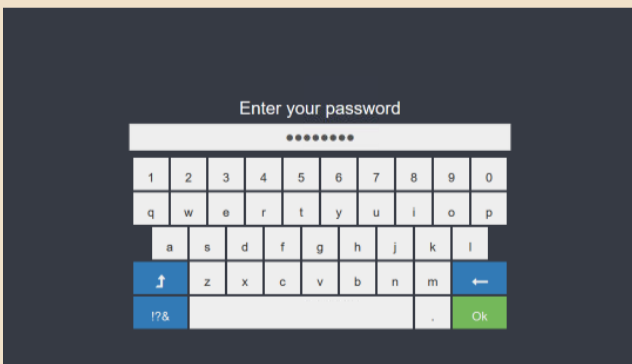 Enter your password
••••••••
1 2 3 4 5 6 7 8 9 0
q w e r t y u i o p
a s d f g h j k l
z x c v b n m
!?& . Ok